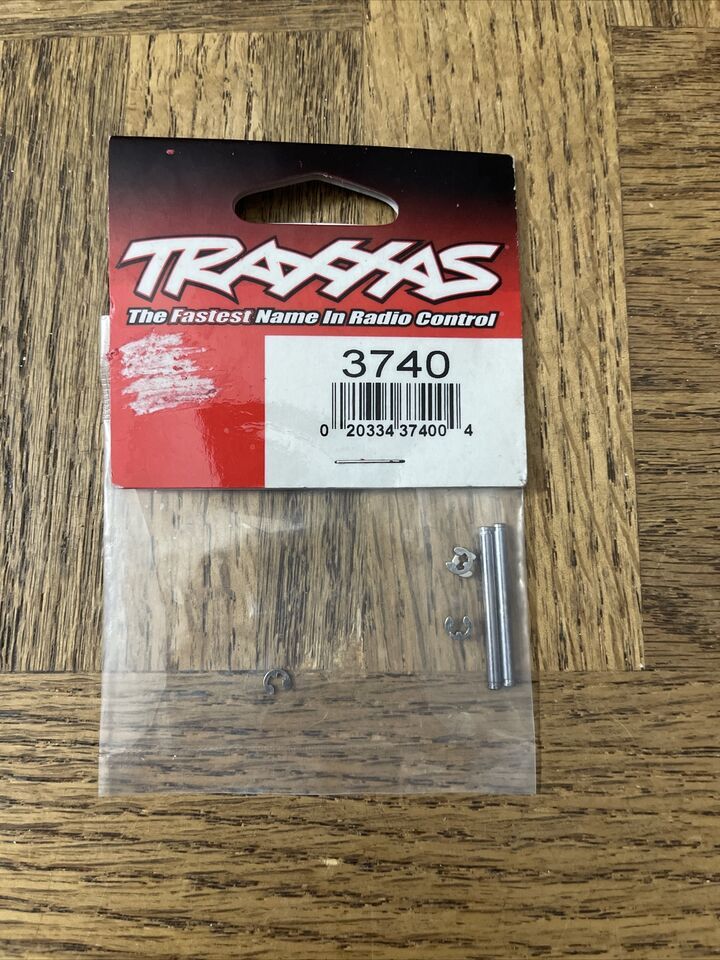 TRAXXAS
The Fastest Name In Radio Control
3740
0 20334 37400 4